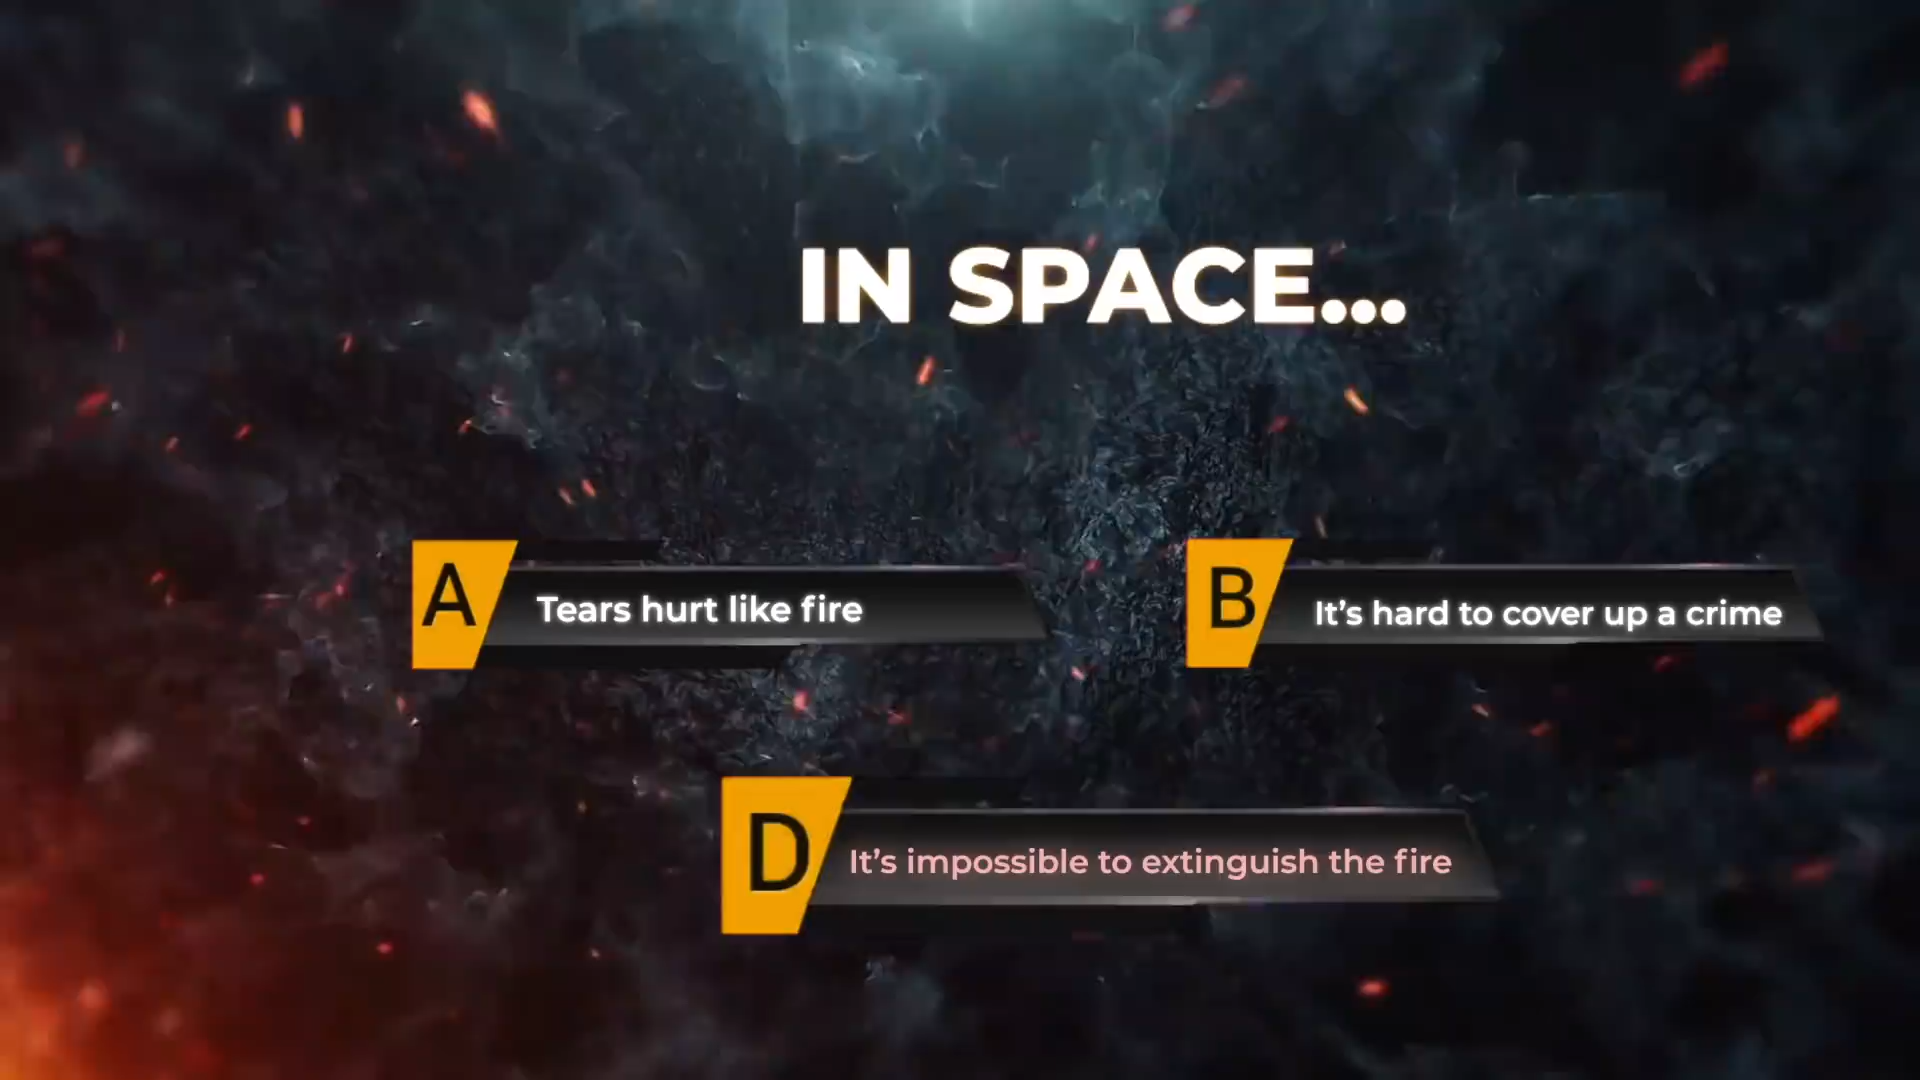 IN SPACE...
A Tears hurt like fire
B It's hard to cover up a crime
D It's impossible to extinguish the fire